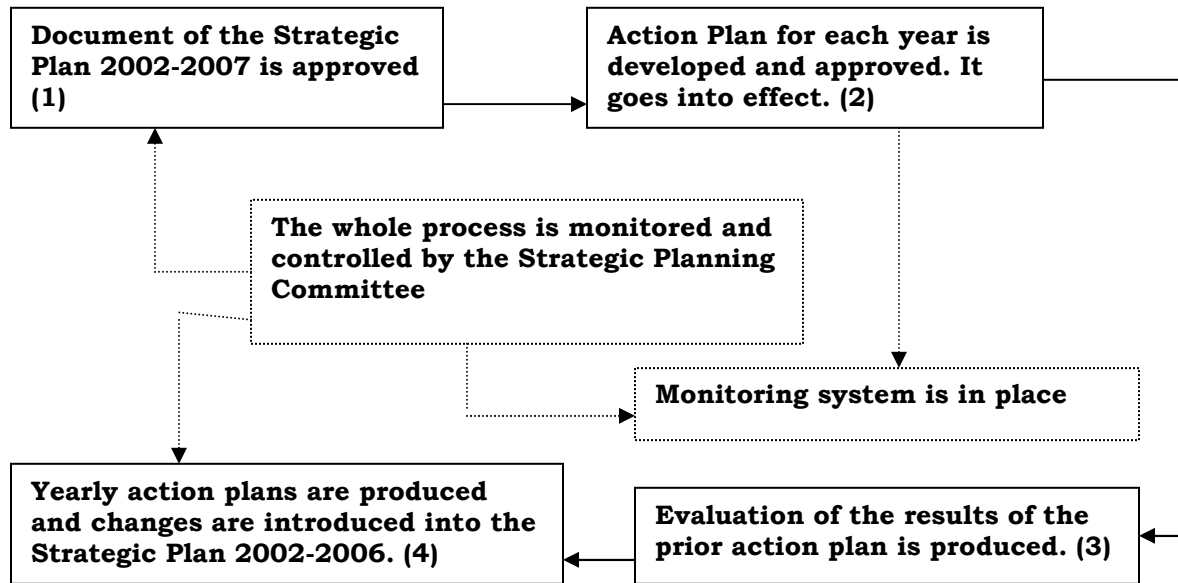 Document of the Strategic
Plan 2002-2007 is approved
(1)
Action Plan for each year is
developed and approved. It
goes into effect. (2)
The whole process is monitored and
controlled by the Strategic Planning
Committee
Monitoring system is in place
Yearly action plans are produced
and changes are introduced into the
Strategic Plan 2002-2006. (4)
Evaluation of the results of the
prior action plan is produced. (3)